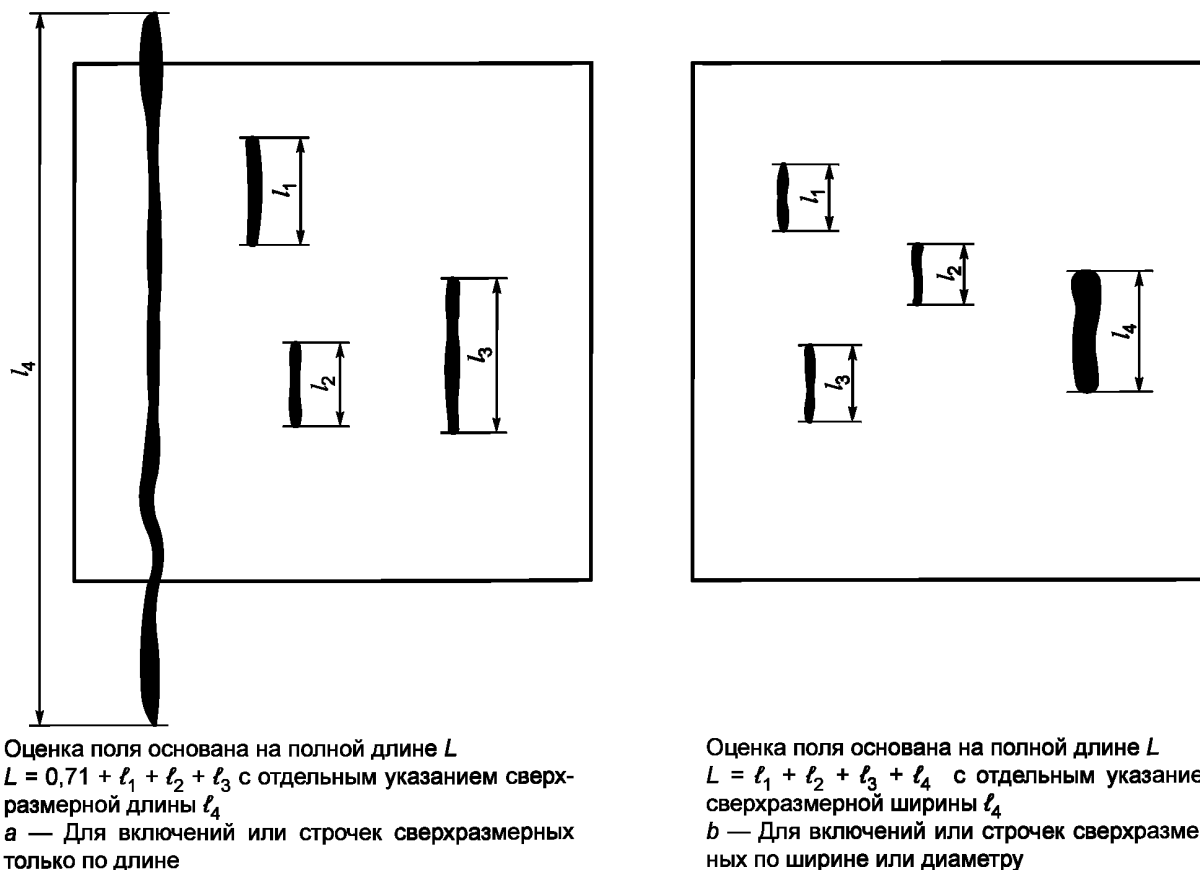 l₄
l₁
l₂
l₃
l₁
l₂
l₃
l₄
Оценка поля основана на полной длине L
L = 0,71 + ℓ₁ + ℓ₂ + ℓ₃ с отдельным указанием сверх-
размерной длины ℓ₄
a — Для включений или строчек сверхразмерных
только по длине
Оценка поля основана на полной длине L
L = ℓ₁ + ℓ₂ + ℓ₃ + ℓ₄ с отдельным указание
сверхразмерной ширины ℓ₄
b — Для включений или строчек сверхразме
ных по ширине или диаметру